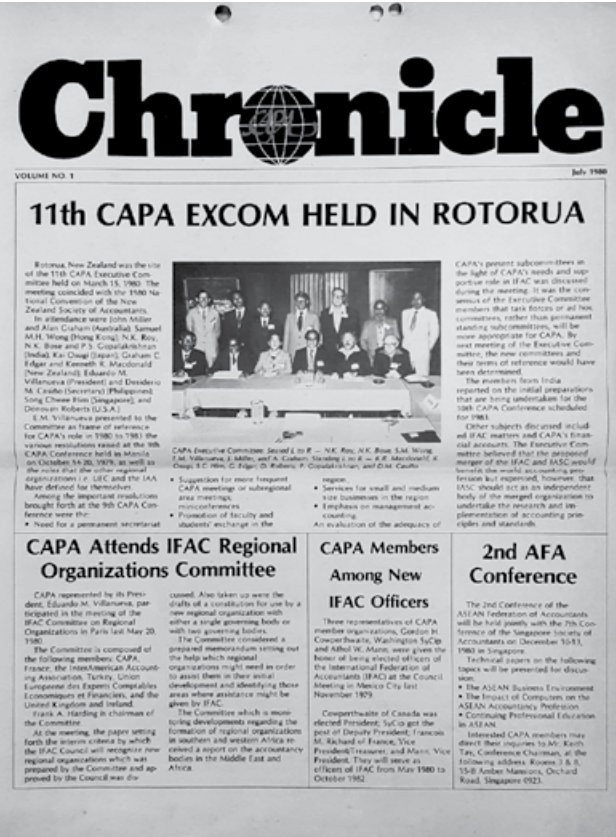 Chronicle
CAPA
VOLUME NO. 1
July 1980
11th CAPA EXCOM HELD IN ROTORUA
Rotorua, New Zealand was the site
of the 11th CAPA Executive Com-
mittee held on March 15, 1980. The
meeting coincided with the 1980 Na-
tional Convention of the New
Zealand Society of Accountants.
In attendance were John Miller
and Alan Graham (Australia); Samuel
M.H. Wong (Hong Kong); N.K. Roy,
N.K. Bose and P.S. Gopalakrishnan
(India); Kai Osugi (Japan); Graham C.
Edgar and Kenneth R. Macdonald
(New Zealand); Eduardo M.
Villanueva (President) and Desiderio
M. Casiño (Secretary) (Philippines);
Song Chwee Him (Singapore); and
Donovan Roberts (U.S.A.)
E.M. Villanueva presented to the
Committee as frame of reference
for CAPA's role in 1980 to 1983 the
various resolutions raised at the 9th
CAPA Conference held in Manila
on October 14-20, 1979, as well as
the roles that the other regional
organizations i.e. UEC and the IAA
have defined for themselves.
Among the important resolutions
brought forth at the 9th CAPA Con-
ference were the:
• Need for a permanent secretariat
CAPA Executive Committee: Seated L to R — N.K. Roy, N.K. Bose, S.M. Wong,
E.M. Villanueva, J. Miller, and A. Graham. Standing L to R — K.R. Macdonald, K.
Osugi, S.C. Him, G. Edgar, D. Roberts, P. Gopalakrishnan, and D.M. Casiño
• Suggestion for more frequent
CAPA meetings or subregional
area meetings,
miniconferences
• Promotion of faculty and
students' exchange in the
region
• Services for small and medium
size businesses in the region
• Emphasis on management ac-
counting.
An evaluation of the adequacy of
CAPA's present subcommittees in
the light of CAPA's needs and sup-
portive role in IFAC was discussed
during the meeting. It was the con-
sensus of the Executive Committee
members that task forces or ad hoc
committees, rather than permanent
standing subcommittees, will be
more appropriate for CAPA. By
next meeting of the Executive Com-
mittee, the new committees and
their terms of reference would have
been determined.
The members from India
reported on the initial preparations
that are being undertaken for the
10th CAPA Conference scheduled
for 1983.
Other subjects discussed includ-
ed IFAC matters and CAPA's finan-
cial accounts. The Executive Com-
mittee believed that the proposed
merger of the IFAC and IASC would
benefit the world accounting pro-
fession but expressed, however, that
IASC should act as an independent
body of the merged organization to
undertake the research and im-
plementation of accounting prin-
ciples and standards.
CAPA Attends IFAC Regional
Organizations Committee
CAPA represented by its Presi-
dent, Eduardo M. Villanueva, par-
ticipated in the meeting of the
IFAC Committee on Regional
Organizations in Paris last May 20,
1980.
The Committee is composed of
the following members: CAPA,
France, the InterAmerican Account-
ing Association, Turkey, Union
Europeene des Experts Comptables
Economiques et Financiers, and the
United Kingdom and Ireland.
Frank A. Harding is chairman of
the Committee
At the meeting, the paper setting
forth the interim criteria by which
the IFAC Council will recognize new
regional organizations which was
prepared by the Committee and ap-
proved by the Council was dis-
cussed. Also taken up were the
drafts of a constitution for use by a
new regional organization with
either a single governing body or
with two governing bodies.
The Committee considered a
prepared memorandum setting out
the help which regional
organizations might need in order
to assist them in their initial
development and identifying those
areas where assistance might be
given by IFAC.
The Committee which is moni-
toring developments regarding the
formation of regional organizations
in southern and western Africa re-
ceived a report on the accountancy
bodies in the Middle East and
Africa.
CAPA Members
Among New
IFAC Officers
Three representatives of CAPA
member organizations, Gordon H.
Cowperthwaite, Washington SyCip
and Athol W. Mann, were given the
honor of being elected officers of
the International Federation of
Accountants (IFAC) at the Council
Meeting in Mexico City last
November 1979.
Cowperthwaite of Canada was
elected President; SyCip got the
post of Deputy President; Francois
M. Richard of France, Vice
President/Treasurer, and Mann, Vice
President. They will serve as
officers of IFAC from May 1980 to
October 1982.
2nd AFA
Conference
The 2nd Conference of the
ASEAN Federation of Accountants
will be held jointly with the 7th Con-
ference of the Singapore Society of
Accountants on December 10-13,
1980 in Singapore.
Technical papers on the following
topics will be presented for discus-
sion:
• The ASEAN Business Environment
• The Impact of Computers on the
ASEAN Accountancy Profession
• Continuing Professional Education
in ASEAN
Interested CAPA members may
direct their inquiries to Mr. Keith
Tay, Conference Chairman, at the
following address: Rooms 3 & 8,
15-B Amber Mansions, Orchard
Road, Singapore 0923.